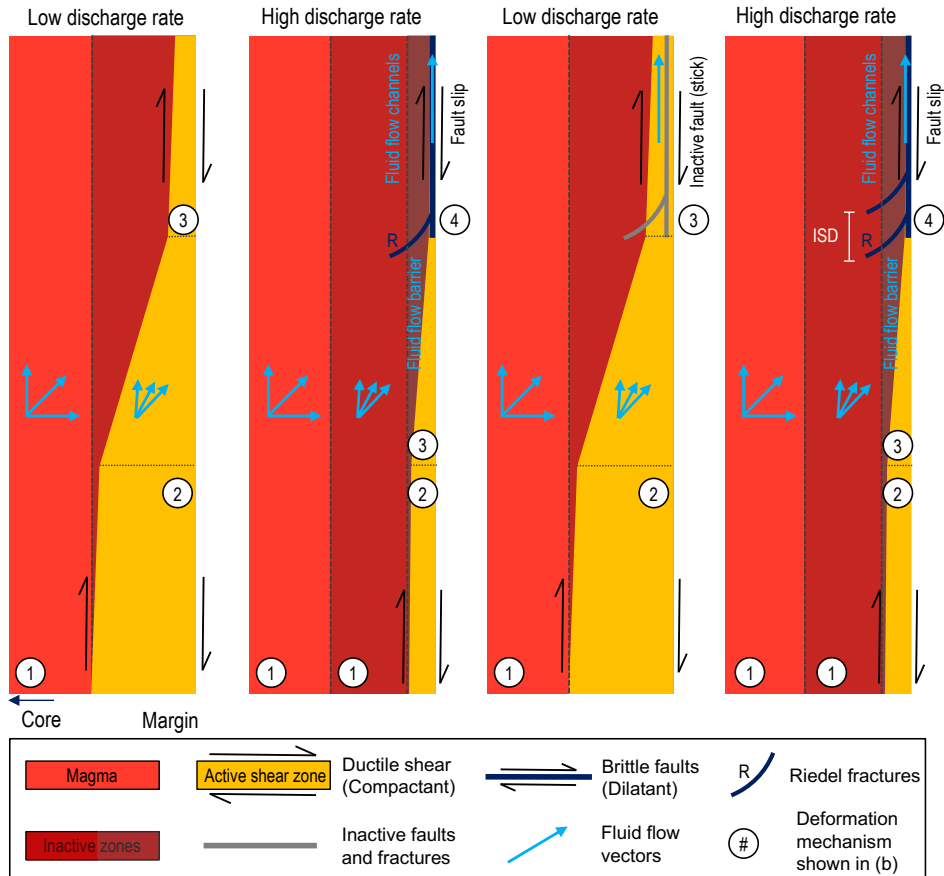 Low discharge rate
High discharge rate
Low discharge rate
High discharge rate
3
2
1
Core
Margin
Fluid flow channels
Fault slip
4
R
Fluid flow barrier
3
2
1
1
Inactive fault (stick)
3
2
1
Fluid flow channels
Fault slip
4
ISD
R
Fluid flow barrier
3
2
1
1
Magma
Active shear zone
Ductile shear
(Compactant)
Brittle faults
(Dilatant)
R
Riedel fractures
Inactive zones
Inactive faults
and fractures
Fluid flow
vectors
#
Deformation
mechanism
shown in (b)